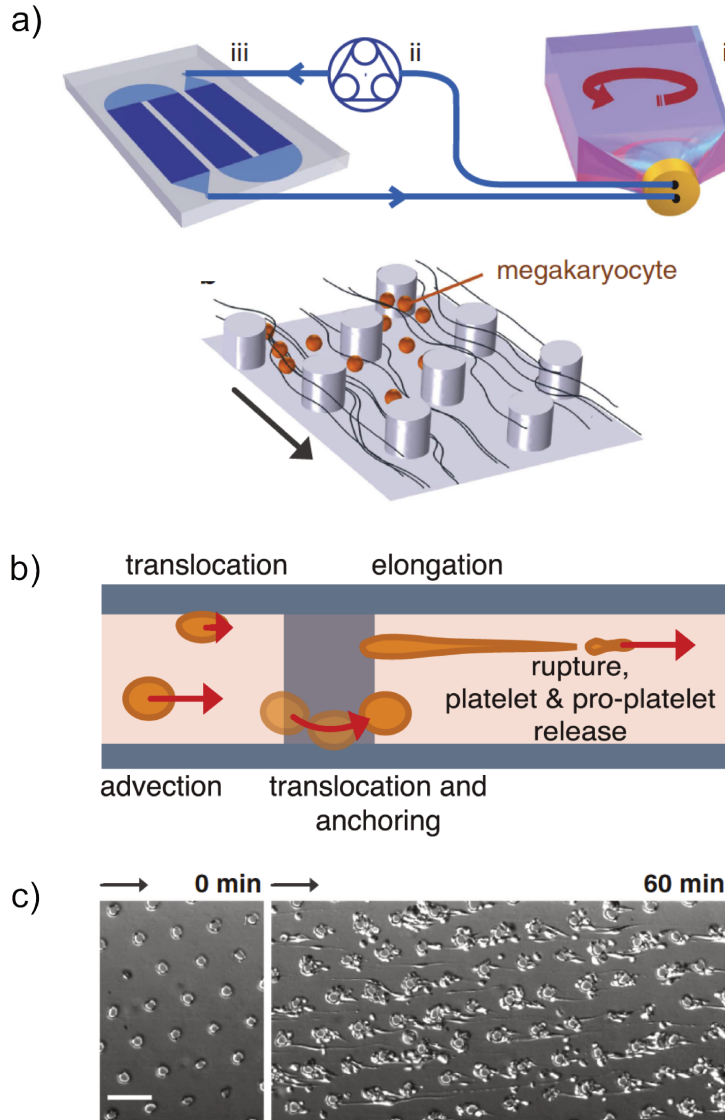 a)
iii
ii
i
megakaryocyte
b)
translocation
elongation
rupture,
platelet & pro-platelet
release
advection
translocation and
anchoring
c)
0 min
60 min